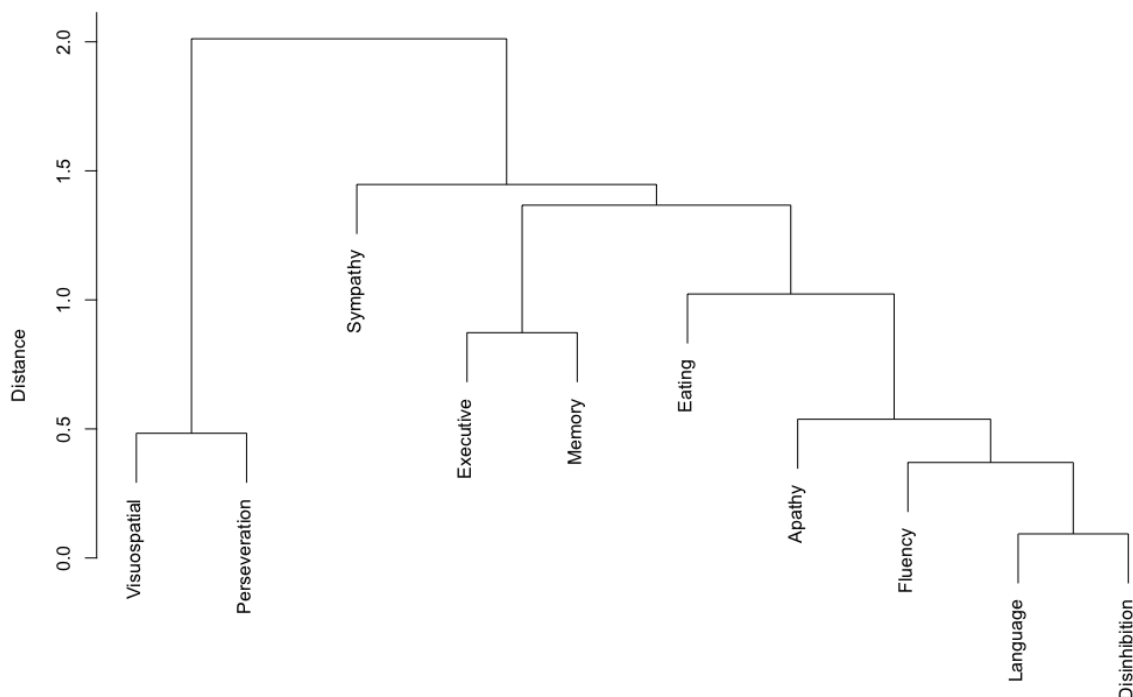 Distance
2.0
1.5
1.0
0.5
0.0
Visuospatial
Perseveration
Sympathy
Executive
Memory
Eating
Apathy
Fluency
Language
Disinhibition